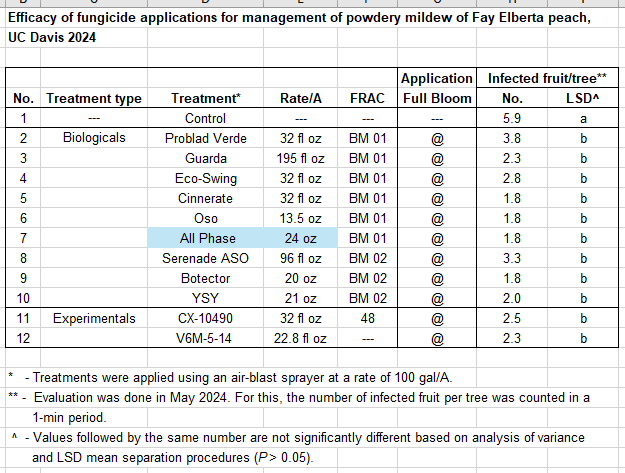 Efficacy of fungicide applications for management of powdery mildew of Fay Elberta peach,
UC Davis 2024
Application Infected fruit/tree**
No. Treatment type Treatment* Rate/A FRAC Full Bloom No. LSD^
1 --- Control --- --- --- 5.9 a
2 Biologicals Problad Verde 32 fl oz BM 01 @ 3.8 b
3 Guarda 195 fl oz BM 01 @ 2.3 b
4 Eco-Swing 32 fl oz BM 01 @ 2.8 b
5 Cinnerate 32 fl oz BM 01 @ 1.8 b
6 Oso 13.5 oz BM 01 @ 1.8 b
7 All Phase 24 oz BM 01 @ 1.8 b
8 Serenade ASO 96 fl oz BM 02 @ 3.3 b
9 Botector 20 oz BM 02 @ 1.8 b
10 YSY 21 oz BM 02 @ 2.0 b
11 Experimentals CX-10490 32 fl oz 48 @ 2.5 b
12 V6M-5-14 22.8 fl oz --- @ 2.3 b
* - Treatments were applied using an air-blast sprayer at a rate of 100 gal/A.
** - Evaluation was done in May 2024. For this, the number of infected fruit per tree was counted in a
1-min period.
^ - Values followed by the same number are not significantly different based on analysis of variance
and LSD mean separation procedures (P> 0.05).